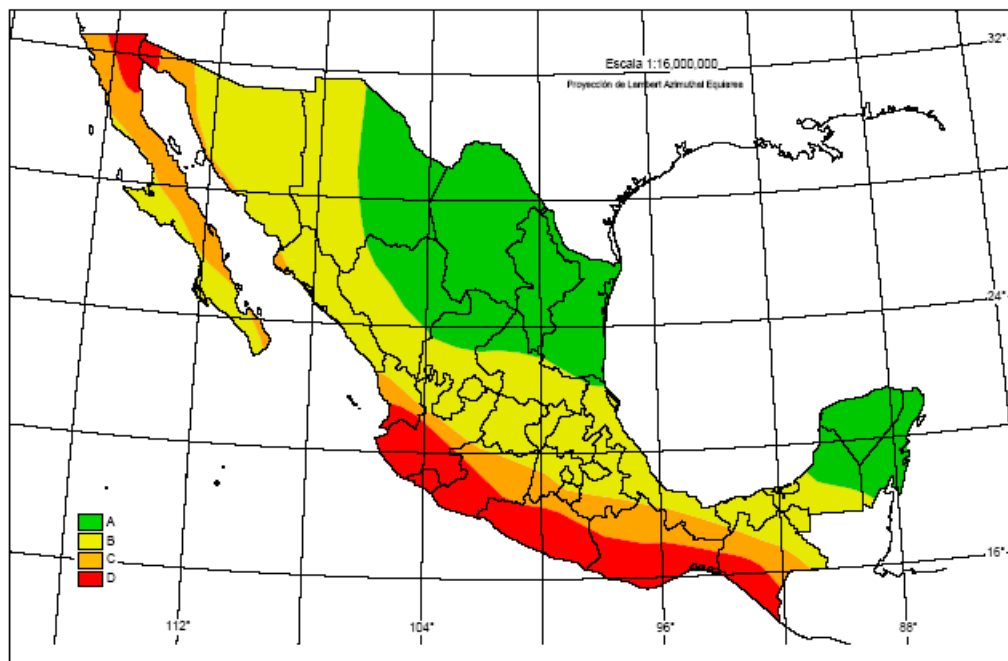 32°
Escala 1:16,000,000
Proyección de Lambert Azimuthal Equiarea
24°
A
B
C
D
16°
112°
104°
96°
88°